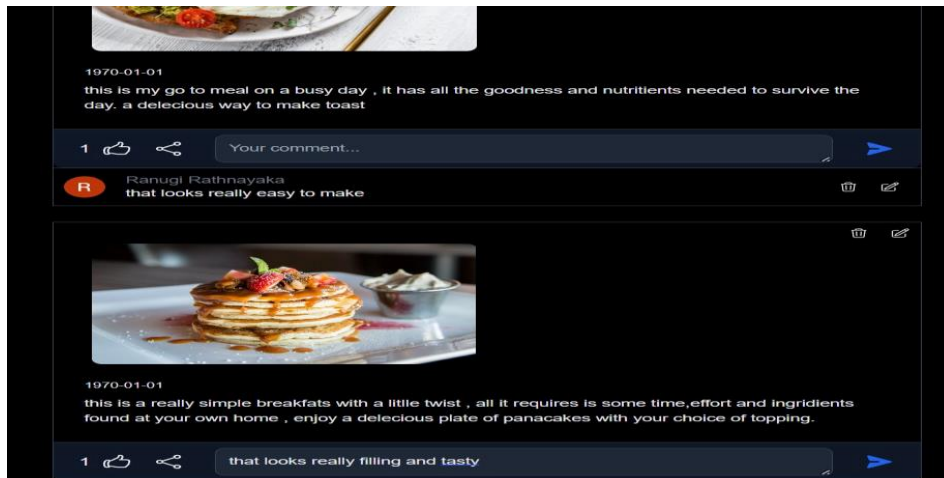 1970-01-01
this is my go to meal on a busy day , it has all the goodness and nutritients needed to survive the
day. a delecious way to make toast
1
Your comment...
R
Ranugi Rathnayaka
that looks really easy to make
1970-01-01
this is a really simple breakfats with a litlle twist , all it requires is some time,effort and ingridients
found at your own home , enjoy a delecious plate of panacakes with your choice of topping.
1
that looks really filling and tasty